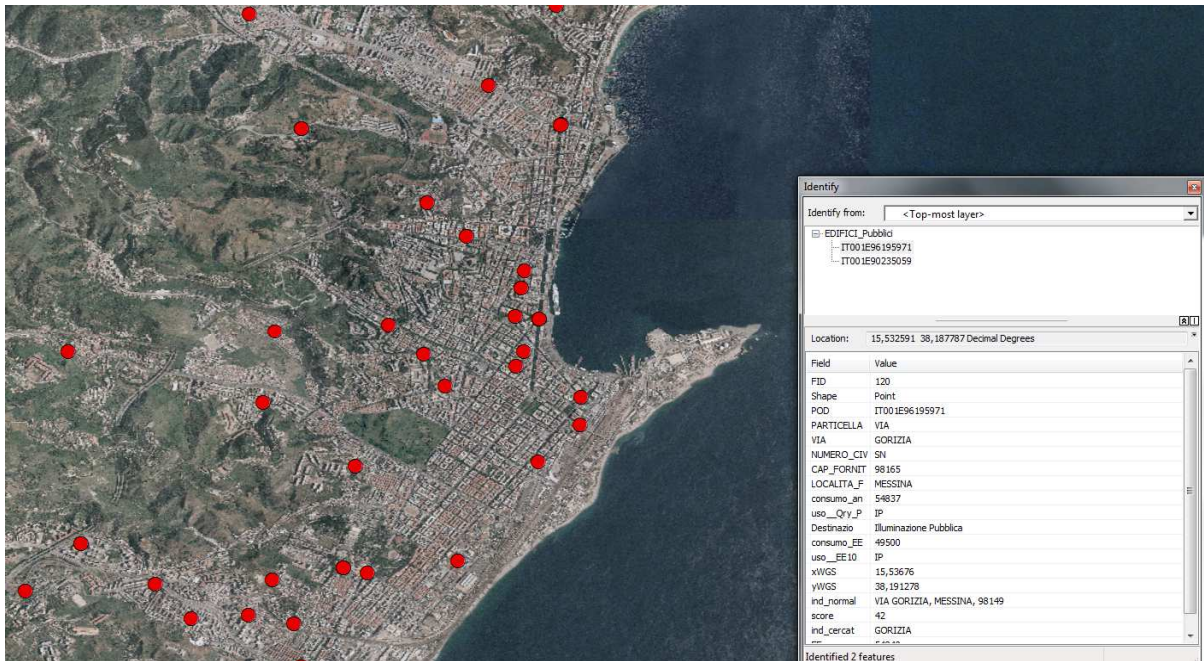 Identify
Identify from: <Top-most layer>
EDIFICI_Pubblici
IT001E96195971
IT001E90235059
Location: 15,532591 38,187787 Decimal Degrees
Field Value
FID 120
Shape Point
POD IT001E96195971
PARTICELLA VIA
VIA GORIZIA
NUMERO_CIV SN
CAP_FORNIT 98165
LOCALITA_F MESSINA
consumo_an 54837
uso__Qry_P IP
Destinazio Illuminazione Pubblica
consumo_EE 49500
uso__EE10 IP
xWGS 15,53676
yWGS 38,191278
ind_normal VIA GORIZIA, MESSINA, 98149
score 42
ind_cercat GORIZIA
Identified 2 features